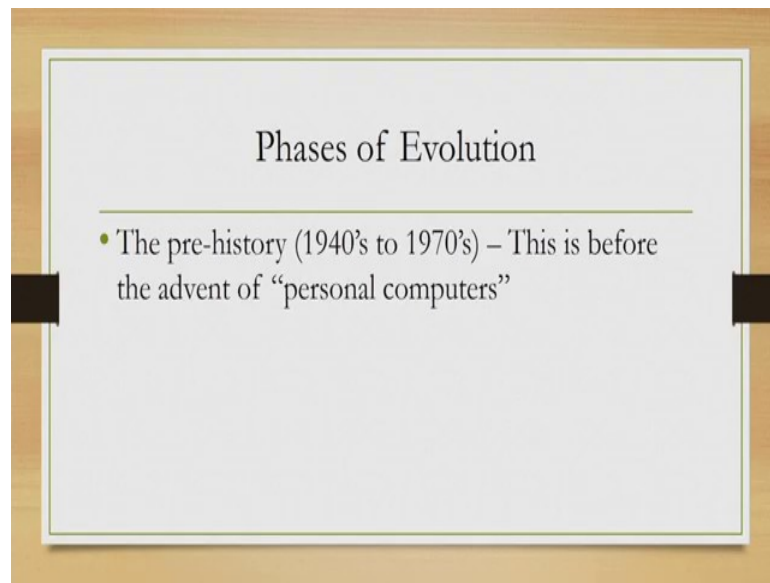 Phases of Evolution
• The pre-history (1940’s to 1970’s) – This is before
the advent of “personal computers”